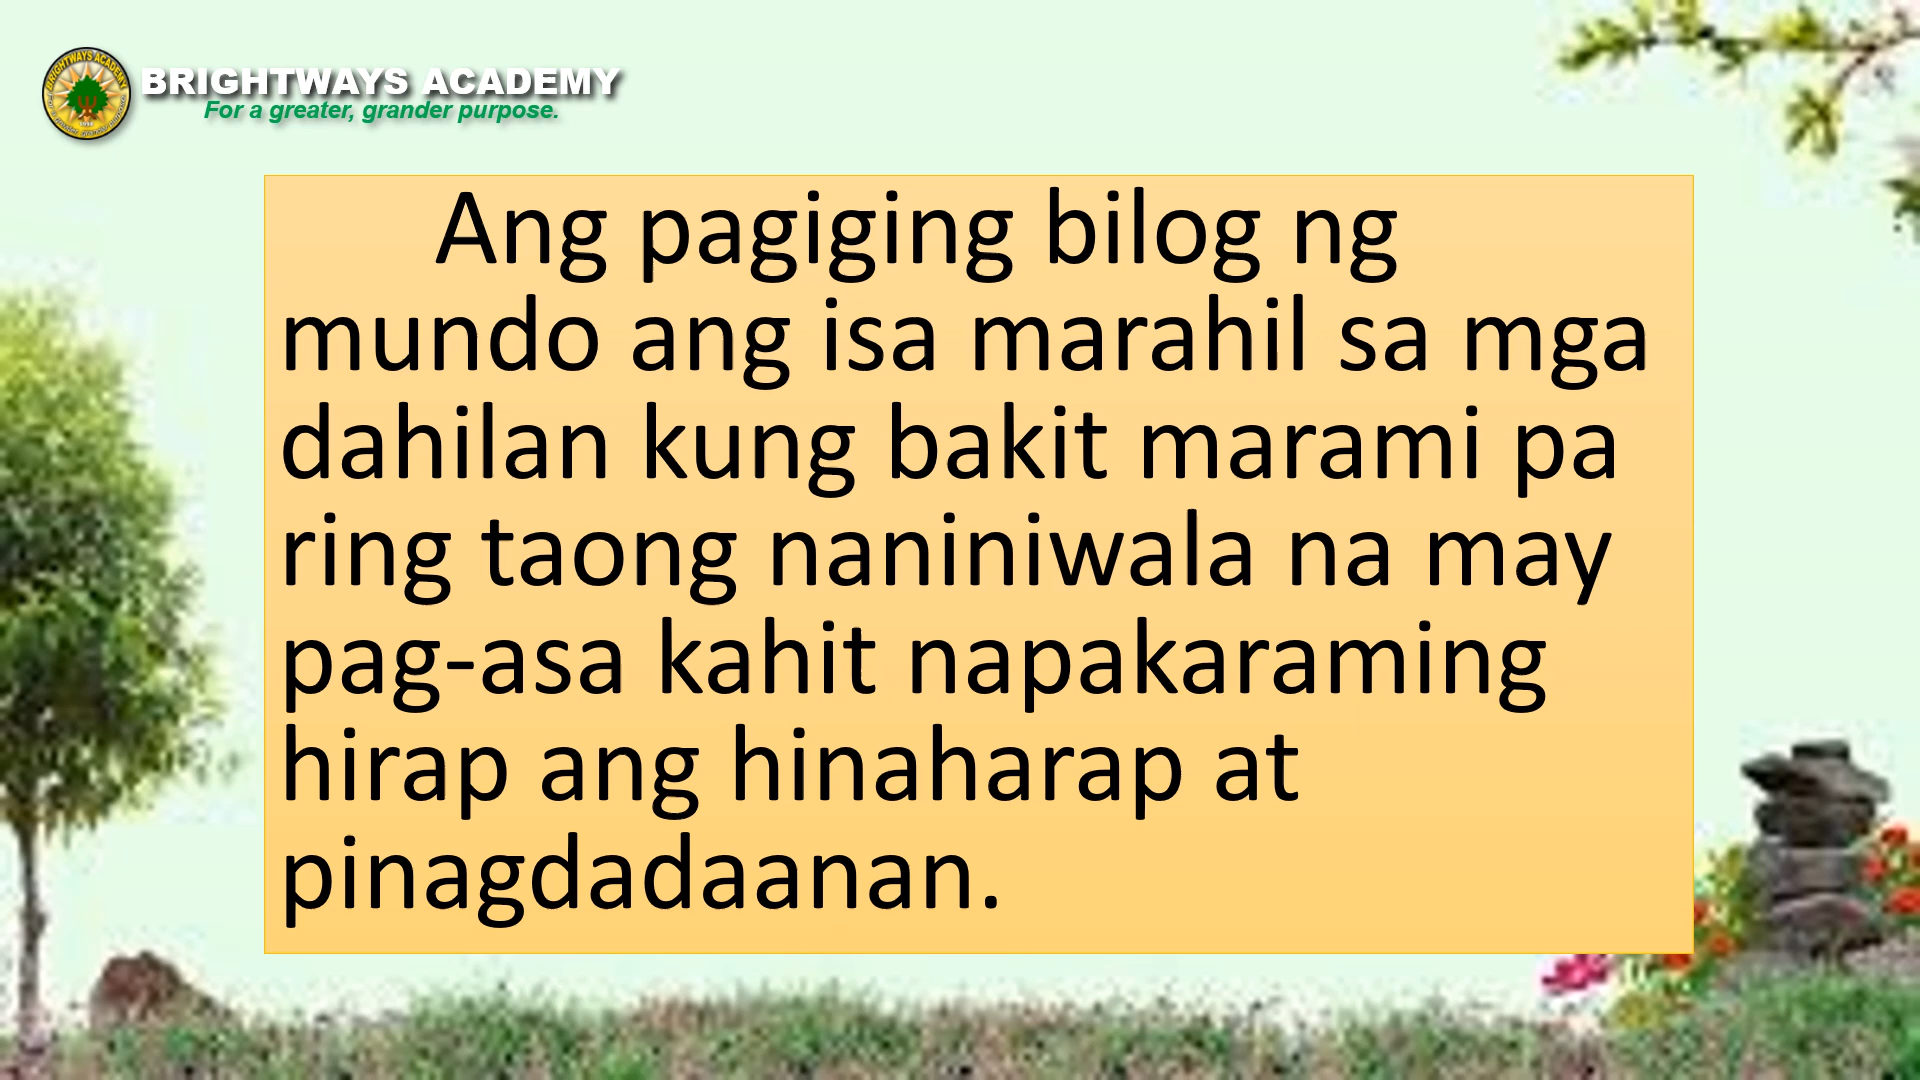 BRIGHTWAYS ACADEMY
For a greater, grander purpose.
Ang pagiging bilog ng
mundo ang isa marahil sa mga
dahilan kung bakit marami pa
ring taong naniniwala na may
pag-asa kahit napakaraming
hirap ang hinaharap at
pinagdadaanan.